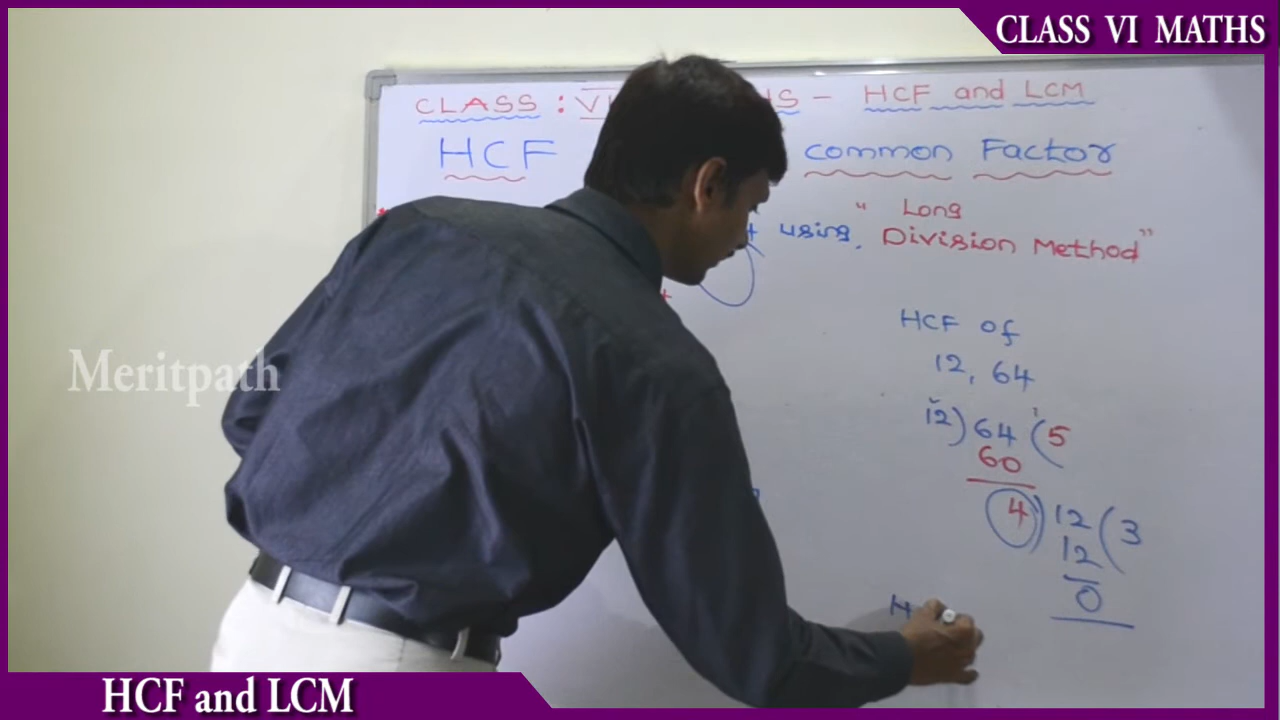 CLASS VI MATHS
CLASS : VI
HCF and LCM
HCF
common Factor
using "Long
Division Method"
HCF of
12, 64
12) 64 (5
60
4) 12 (3
12
0
H
Meritpath
HCF and LCM